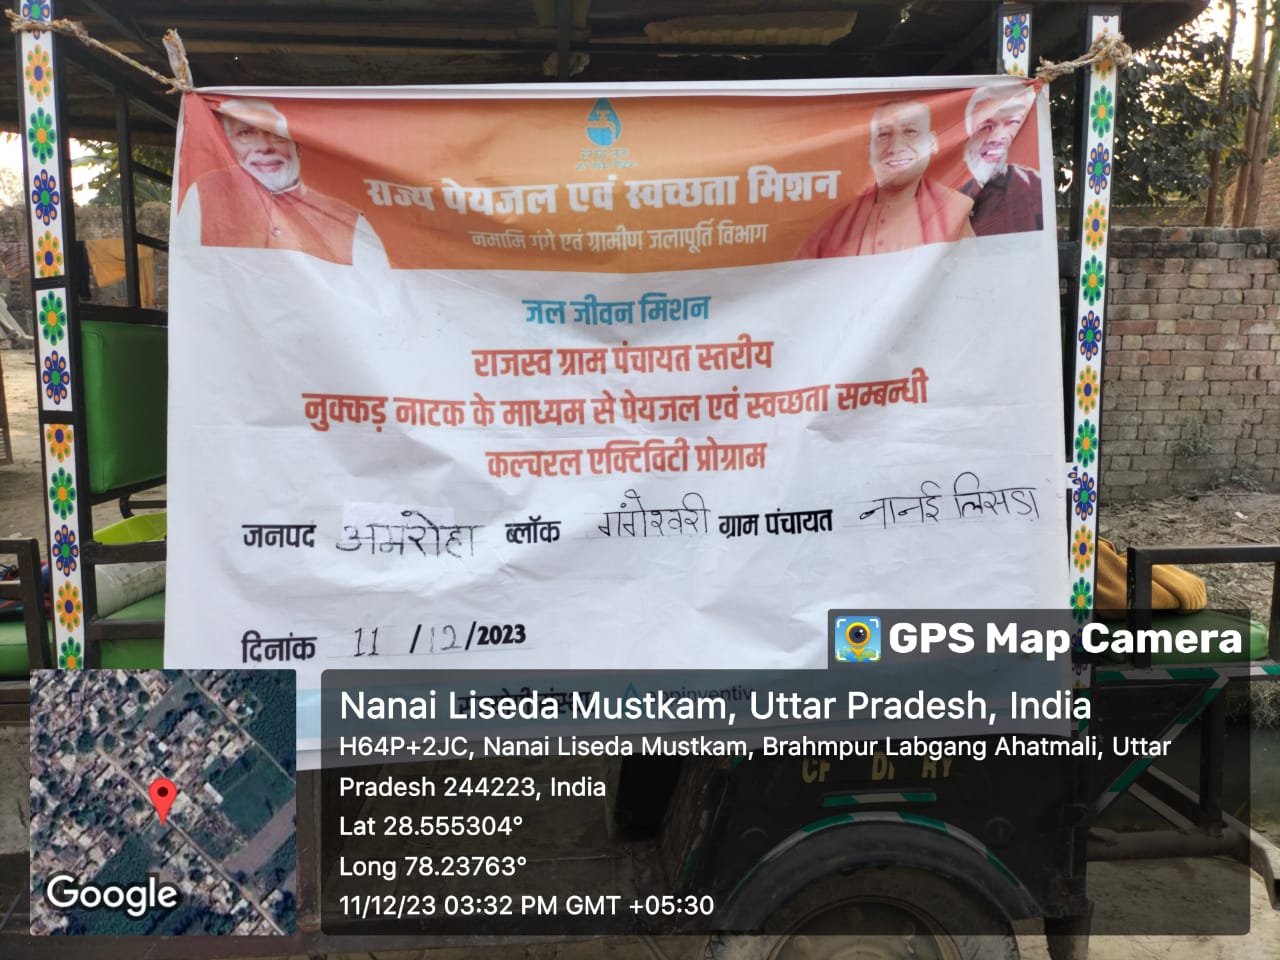 हर घर जल
राज्य पेयजल एवं स्वच्छता मिशन
नमामि गंगे एवं ग्रामीण जलापूर्ति विभाग
जल जीवन मिशन
राजस्व ग्राम पंचायत स्तरीय
नुक्कड़ नाटक के माध्यम से पेयजल एवं स्वच्छता सम्बन्धी
कल्चरल एक्टिविटी प्रोग्राम
जनपद अमरोहा ब्लॉक गंगेश्वरी ग्राम पंचायत नानई लिसडा
दिनांक 11/12/2023
GPS Map Camera
Nanai Liseda Mustkam, Uttar Pradesh, India
H64P+2JC, Nanai Liseda Mustkam, Brahmpur Labgang Ahatmali, Uttar
Pradesh 244223, India
Lat 28.555304°
Long 78.23763°
11/12/23 03:32 PM GMT +05:30
Google